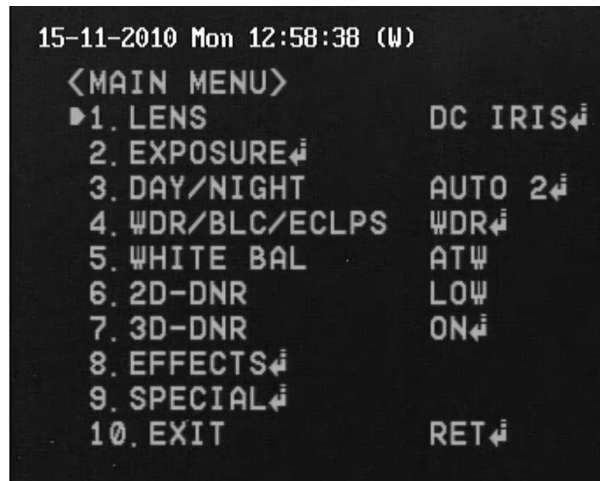 15-11-2010 Mon 12:58:38 (W)
<MAIN MENU>
1. LENS DC IRIS↲
2. EXPOSURE↲
3. DAY/NIGHT AUTO 2↲
4. WDR/BLC/ECLPS WDR↲
5. WHITE BAL ATW
6. 2D-DNR LOW
7. 3D-DNR ON↲
8. EFFECTS↲
9. SPECIAL↲
10. EXIT RET↲